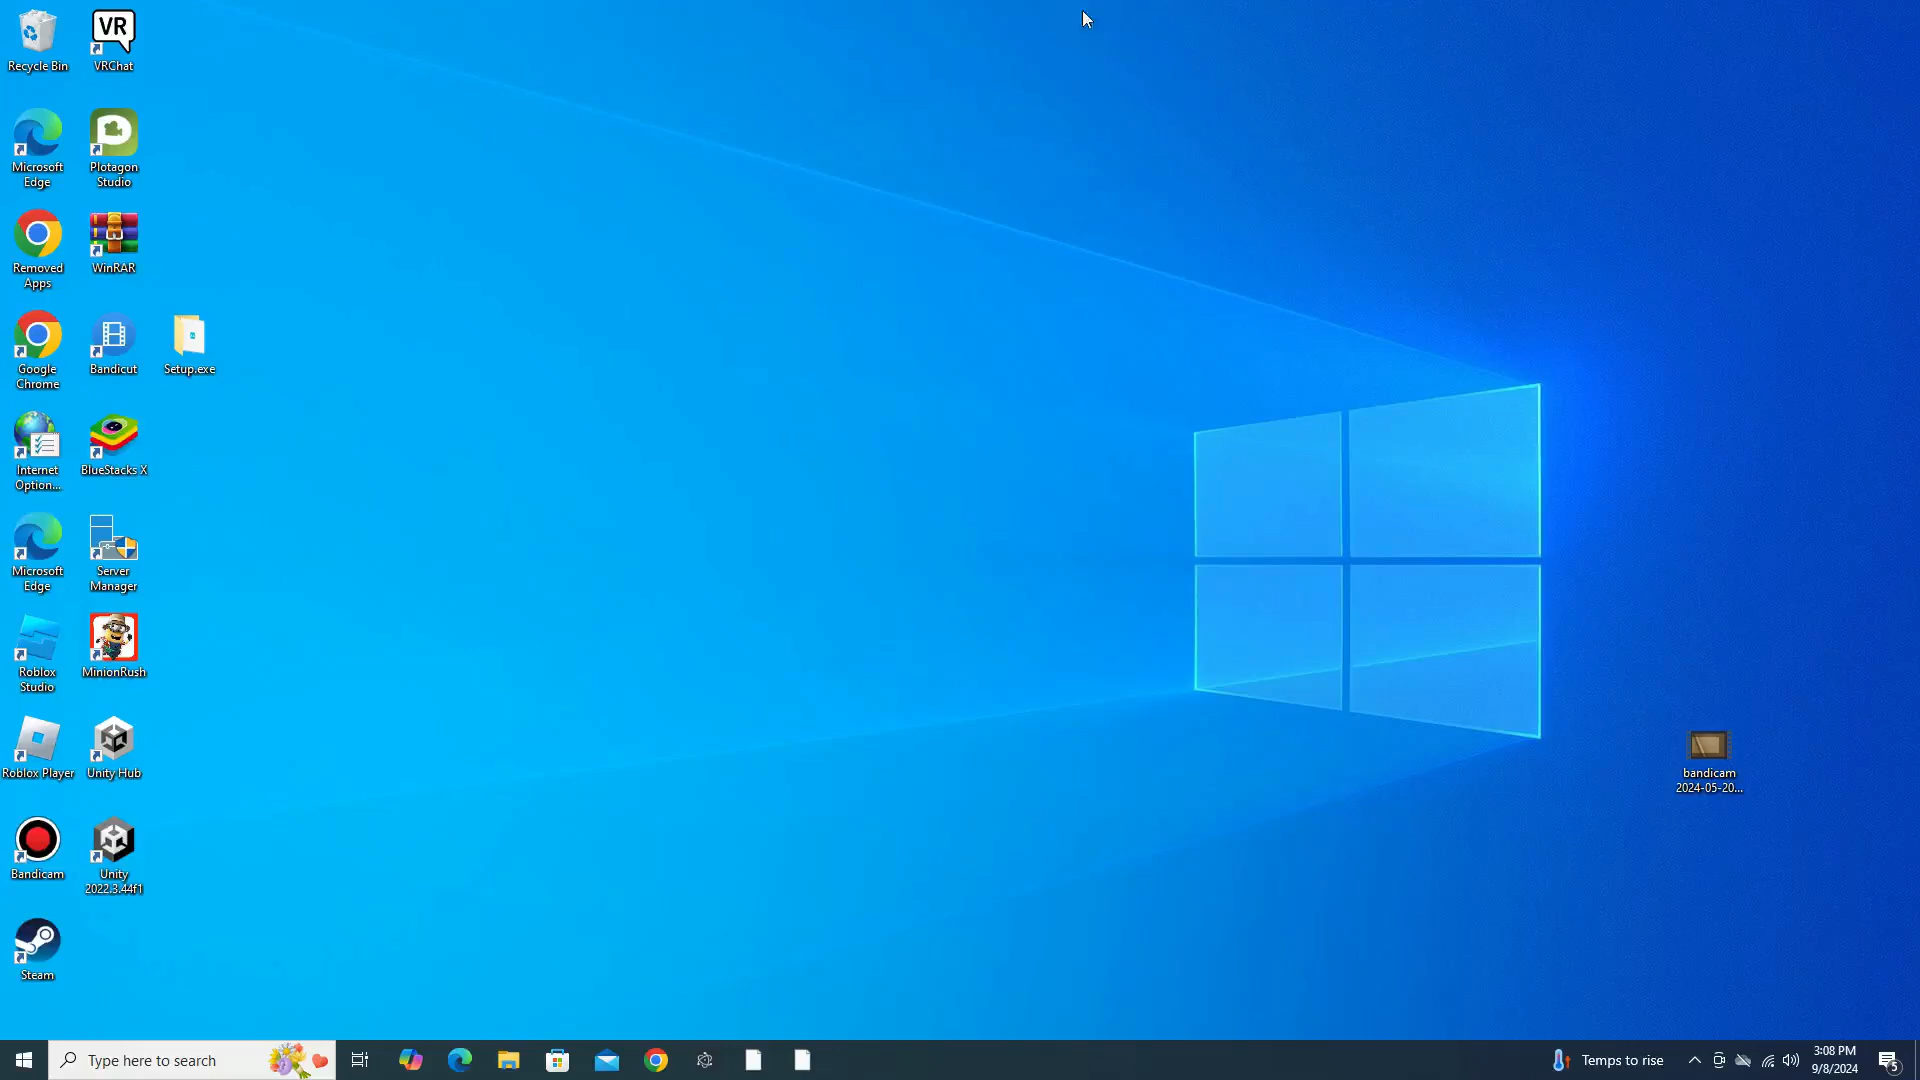 Recycle Bin
VR
VRChat
Microsoft
Edge
Plotagon
Studio
Removed
Apps
WinRAR
Google
Chrome
Bandicut
Setup.exe
Internet
Option...
BlueStacks X
Microsoft
Edge
Server
Manager
Roblox
Studio
MinionRush
Roblox Player
Unity Hub
bandicam
2024-05-20...
Bandicam
Unity
2022.3.44f1
Steam
Type here to search
Temps to rise
3:08 PM
9/8/2024
5